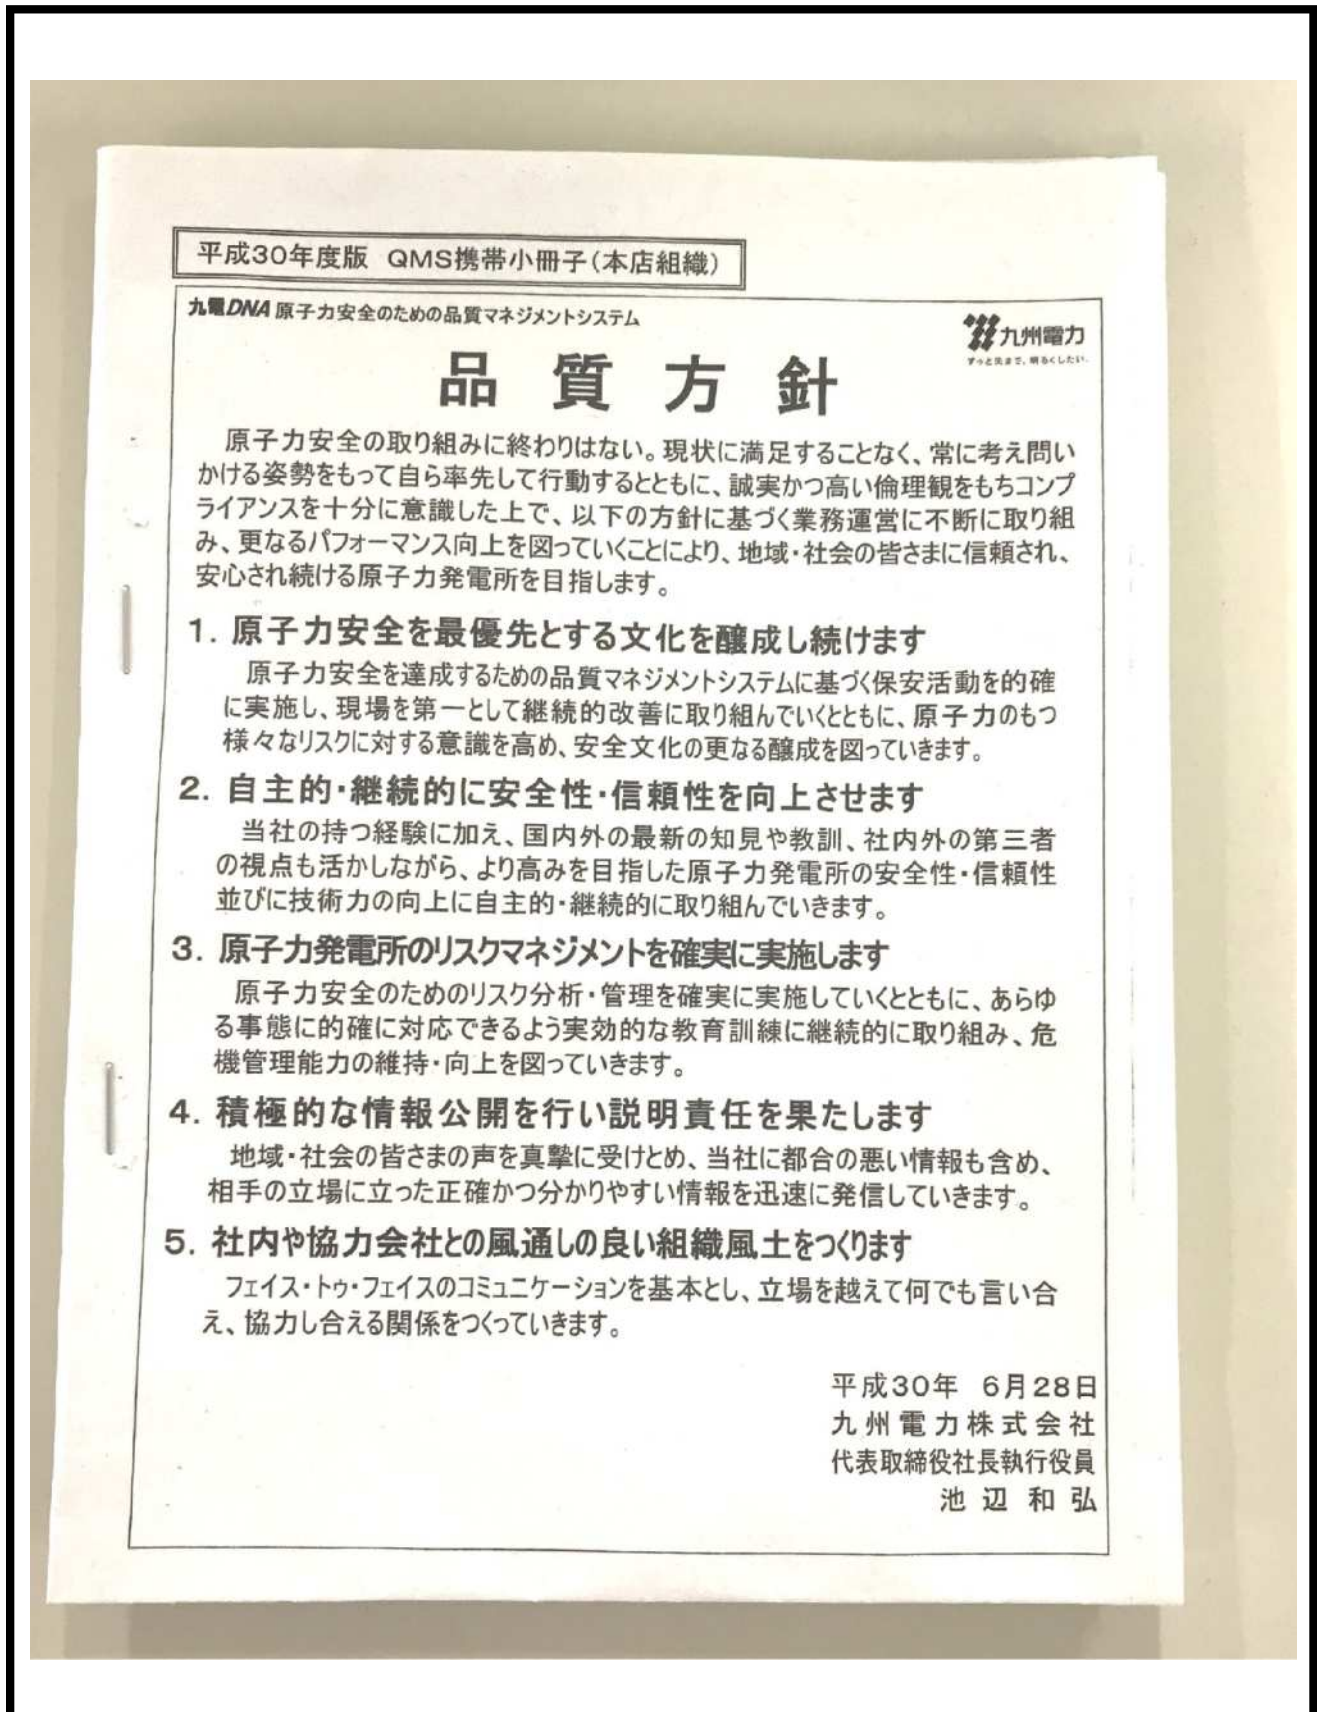 平成30年度版 QMS携帯小冊子(本店組織)
九電DNA 原子力安全のための品質マネジメントシステム
九州電力
ずっと先まで、明るくしたい。
品質方針
原子力安全の取り組みに終わりはない。現状に満足することなく、常に考え問い
かける姿勢をもって自ら率先して行動するとともに、誠実かつ高い倫理観をもちコンプ
ライアンスを十分に意識した上で、以下の方針に基づく業務運営に不断に取り組
み、更なるパフォーマンス向上を図っていくことにより、地域・社会の皆さまに信頼され、
安心され続ける原子力発電所を目指します。
1. 原子力安全を最優先とする文化を醸成し続けます
原子力安全を達成するための品質マネジメントシステムに基づく保安活動を的確
に実施し、現場を第一として継続的改善に取り組んでいくとともに、原子力のもつ
様々なリスクに対する意識を高め、安全文化の更なる醸成を図っていきます。
2. 自主的・継続的に安全性・信頼性を向上させます
当社の持つ経験に加え、国内外の最新の知見や教訓、社内外の第三者
の視点も活かしながら、より高みを目指した原子力発電所の安全性・信頼性
並びに技術力の向上に自主的・継続的に取り組んでいきます。
3. 原子力発電所のリスクマネジメントを確実に実施します
原子力安全のためのリスク分析・管理を確実に実施していくとともに、あらゆ
る事態に的確に対応できるよう実効的な教育訓練に継続的に取り組み、危
機管理能力の維持・向上を図っていきます。
4. 積極的な情報公開を行い説明責任を果たします
地域・社会の皆さまの声を真摯に受けとめ、当社に都合の悪い情報も含め、
相手の立場に立った正確かつ分かりやすい情報を迅速に発信していきます。
5. 社内や協力会社との風通しの良い組織風土をつくります
フェイス・トゥ・フェイスのコミュニケーションを基本とし、立場を越えて何でも言い合
え、協力し合える関係をつくっていきます。
平成30年 6月28日
九州電力株式会社
代表取締役社長執行役員
池辺和弘